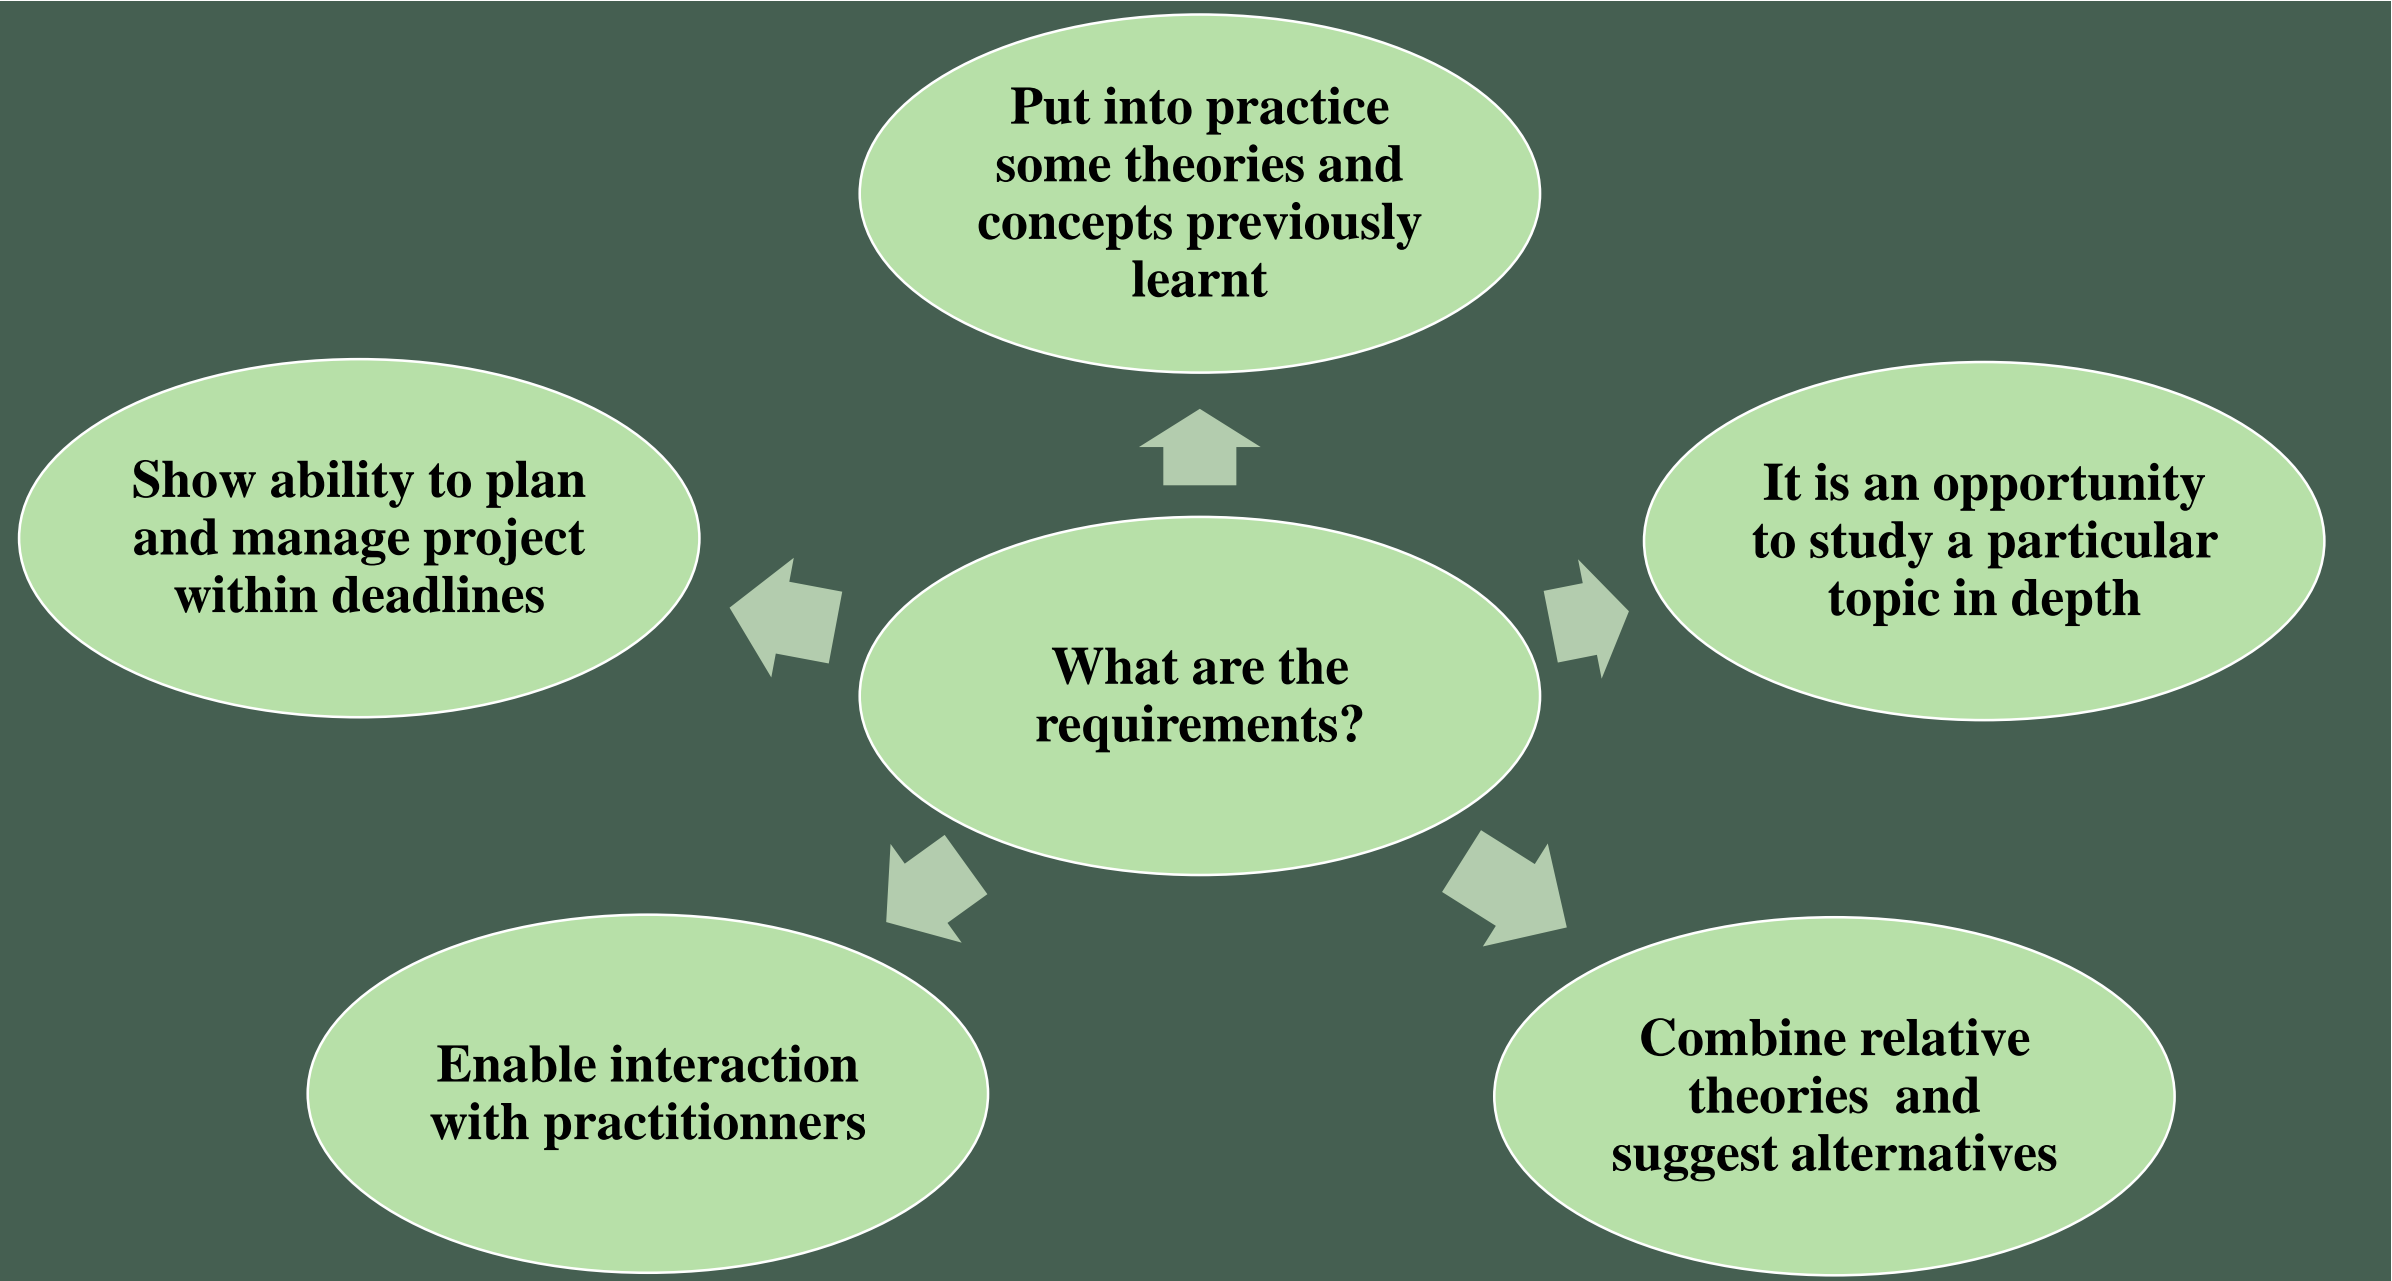 Put into practice
some theories and
concepts previously
learnt
Show ability to plan
and manage project
within deadlines
It is an opportunity
to study a particular
topic in depth
What are the
requirements?
Enable interaction
with practitionners
Combine relative
theories  and
suggest alternatives